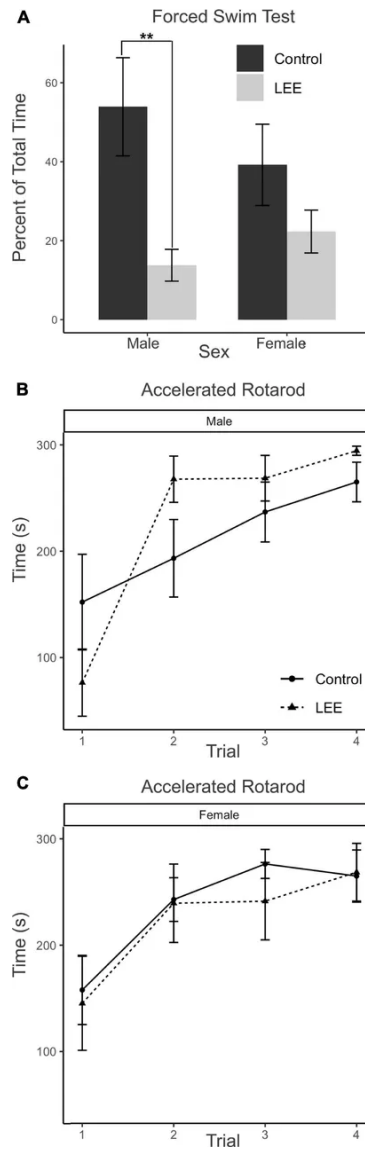 A
Forced Swim Test
**
Control
LEE
Percent of Total Time
60
40
20
0
Male
Female
Sex
B
Accelerated Rotarod
Male
Time (s)
300
200
100
Control
LEE
1
2
3
4
Trial
C
Accelerated Rotarod
Female
Time (s)
300
200
100
1
2
3
4
Trial